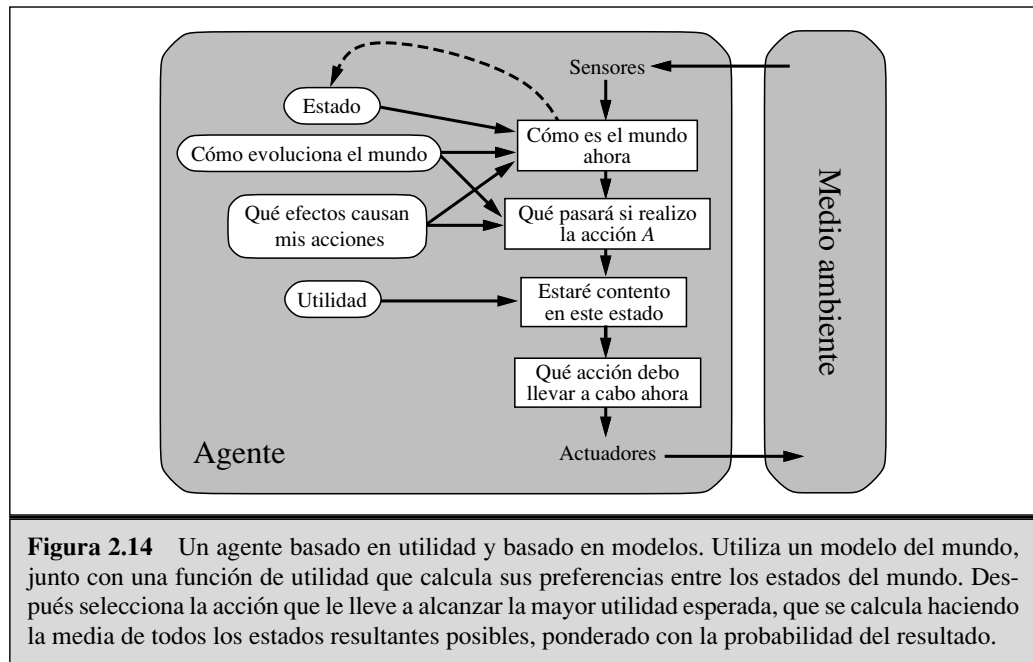 Sensores
Estado
Cómo es el mundo
ahora
Cómo evoluciona el mundo
Qué efectos causan
mis acciones
Qué pasará si realizo
la acción A
Utilidad
Estaré contento
en este estado
Qué acción debo
llevar a cabo ahora
Agente
Actuadores
Medio ambiente
Figura 2.14 Un agente basado en utilidad y basado en modelos. Utiliza un modelo del mundo,
junto con una función de utilidad que calcula sus preferencias entre los estados del mundo. Des-
pués selecciona la acción que le lleve a alcanzar la mayor utilidad esperada, que se calcula haciendo
la media de todos los estados resultantes posibles, ponderado con la probabilidad del resultado.